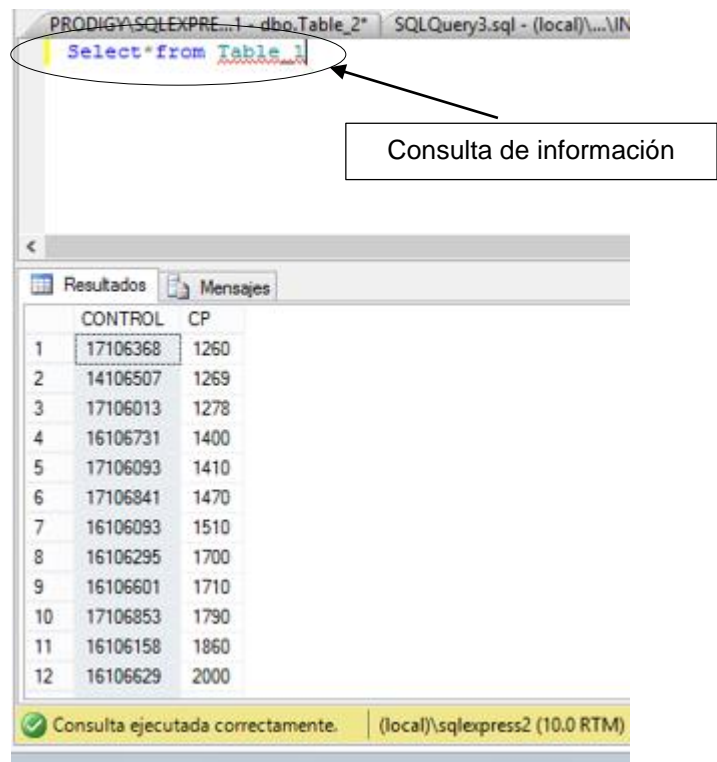 PRODIGY\SQLEXPRE...1 - dbo.Table_2* SQLQuery3.sql - (local)\...\IN
Select*from Table_1
Consulta de información
Resultados Mensajes
CONTROL CP
1 17106368 1260
2 14106507 1269
3 17106013 1278
4 16106731 1400
5 17106093 1410
6 17106841 1470
7 16106093 1510
8 16106295 1700
9 16106601 1710
10 17106853 1790
11 16106158 1860
12 16106629 2000
Consulta ejecutada correctamente. (local)\sqlexpress2 (10.0 RTM)